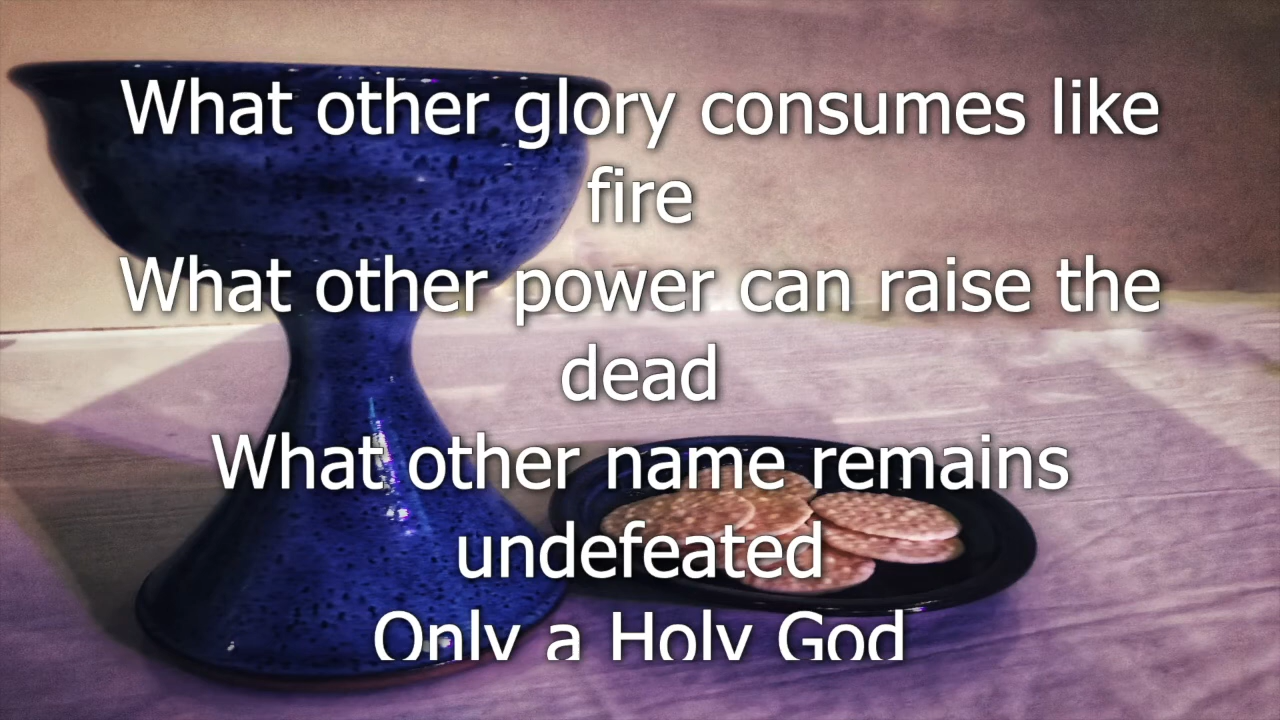 What other glory consumes like
fire
What other power can raise the
dead
What other name remains
undefeated
Only a Holy God